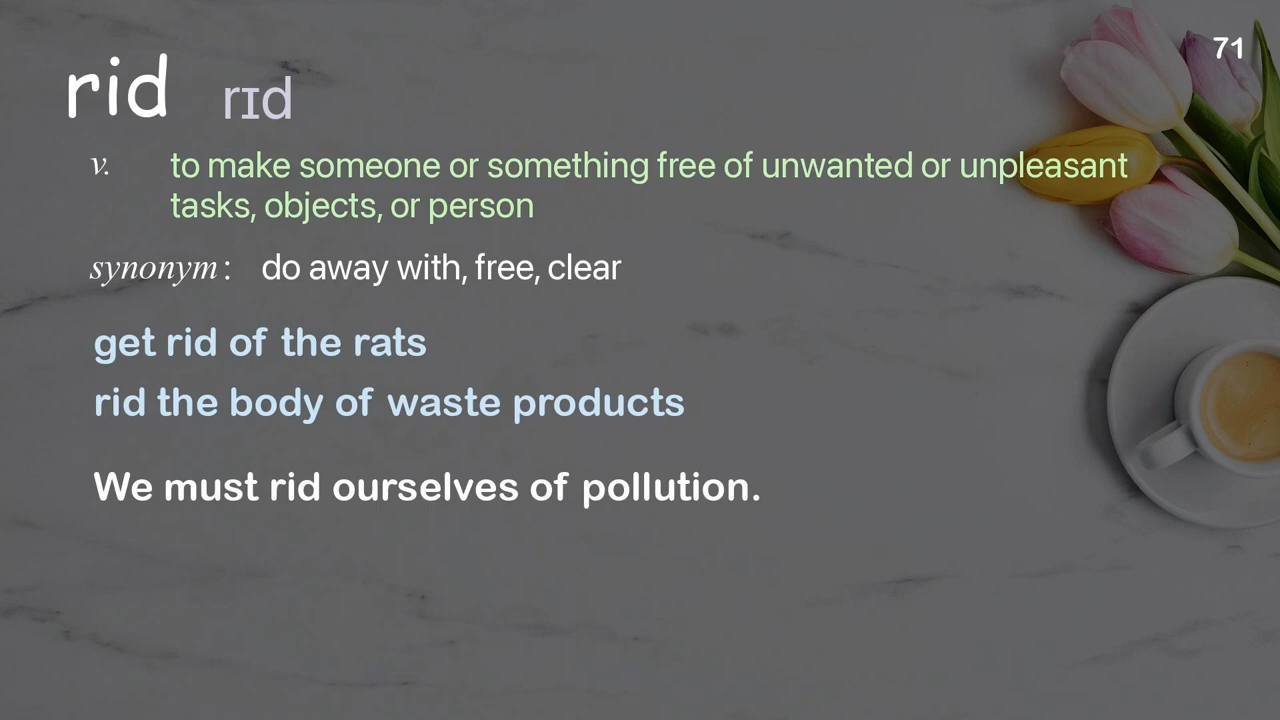 71
rid rɪd
v. to make someone or something free of unwanted or unpleasant
tasks, objects, or person
synonym: do away with, free, clear
get rid of the rats
rid the body of waste products
We must rid ourselves of pollution.